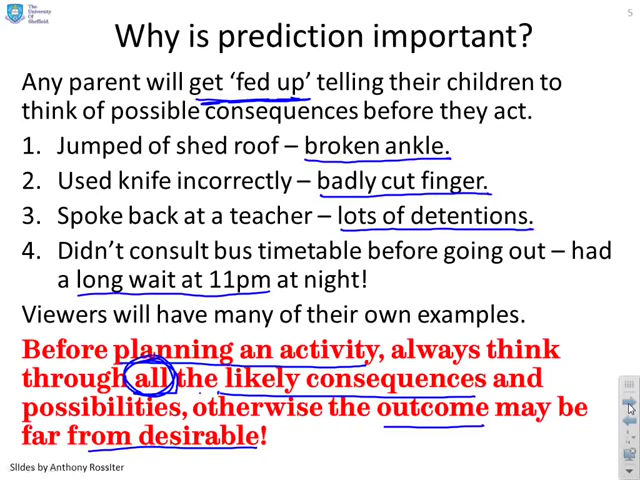 The
University
Of
Sheffield.
5
Why is prediction important?
Any parent will get ‘fed up’ telling their children to
think of possible consequences before they act.
1. Jumped of shed roof – broken ankle.
2. Used knife incorrectly – badly cut finger.
3. Spoke back at a teacher – lots of detentions.
4. Didn’t consult bus timetable before going out – had
a long wait at 11pm at night!
Viewers will have many of their own examples.
Before planning an activity, always think
through all the likely consequences and
possibilities, otherwise the outcome may be
far from desirable!
Slides by Anthony Rossiter